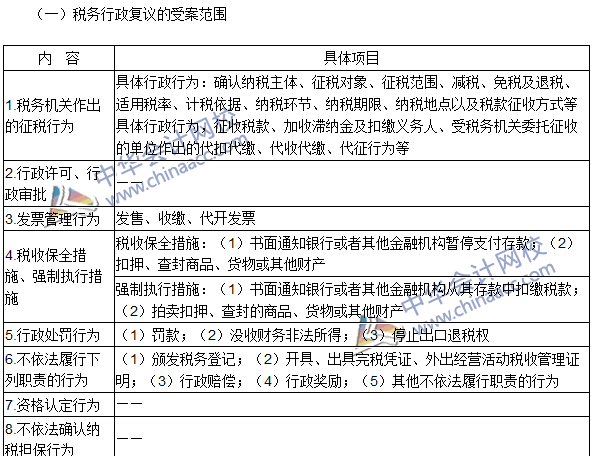 （一）税务行政复议的受案范围
内　容
具体项目
1.税务机关作出
的征税行为
具体行政行为：确认纳税主体、征税对象、征税范围、减税、免税及退税、
适用税率、计税依据、纳税环节、纳税期限、纳税地点以及税款征收方式等
具体行政行为；征收税款、加收滞纳金及扣缴义务人、受税务机关委托征收
的单位作出的代扣代缴、代收代缴、代征行为等
2.行政许可、行
政审批
——
3.发票管理行为
发售、收缴、代开发票
4.税收保全措
施、强制执行措
施
税收保全措施：（1）书面通知银行或者其他金融机构暂停支付存款；（2）
扣押、查封商品、货物或其他财产
强制执行措施：（1）书面通知银行或者其他金融机构从其存款中扣缴税款；
（2）拍卖扣押、查封的商品、货物或其他财产
5.行政处罚行为
（1）罚款；（2）没收财务非法所得；（3）停止出口退税权
6.不依法履行下
列职责的行为
（1）颁发税务登记；（2）开具、出具完税凭证、外出经营活动税收管理证
明；（3）行政赔偿；（4）行政奖励；（5）其他不依法履行职责的行为
7.资格认定行为
——
8.不依法确认纳
税担保行为
——
中华会计网校
www.chinaacc.com
中华会计网校
www.chinaacc.com